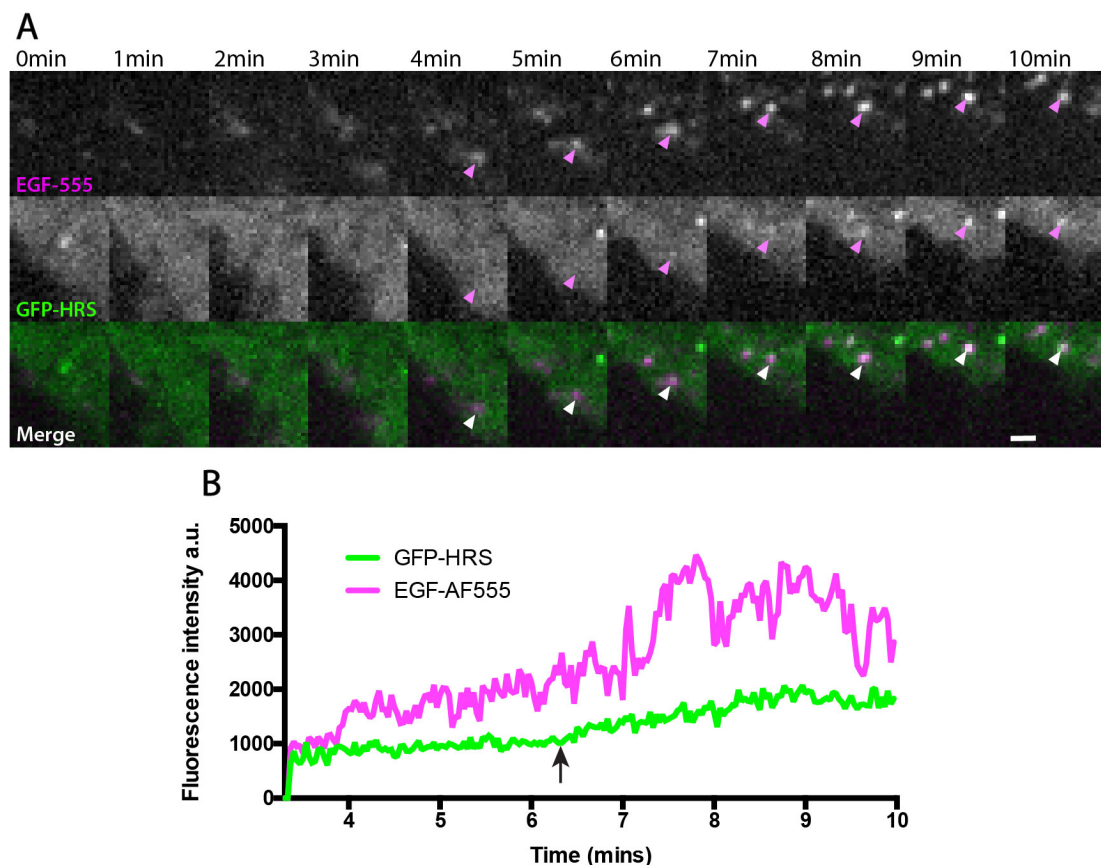 A
0min 1min 2min 3min 4min 5min 6min 7min 8min 9min 10min
EGF-555
GFP-HRS
Merge
B
Fluorescence intensity a.u.
5000
4000
3000
2000
1000
0
GFP-HRS
EGF-AF555
4 5 6 7 8 9 10
Time (mins)